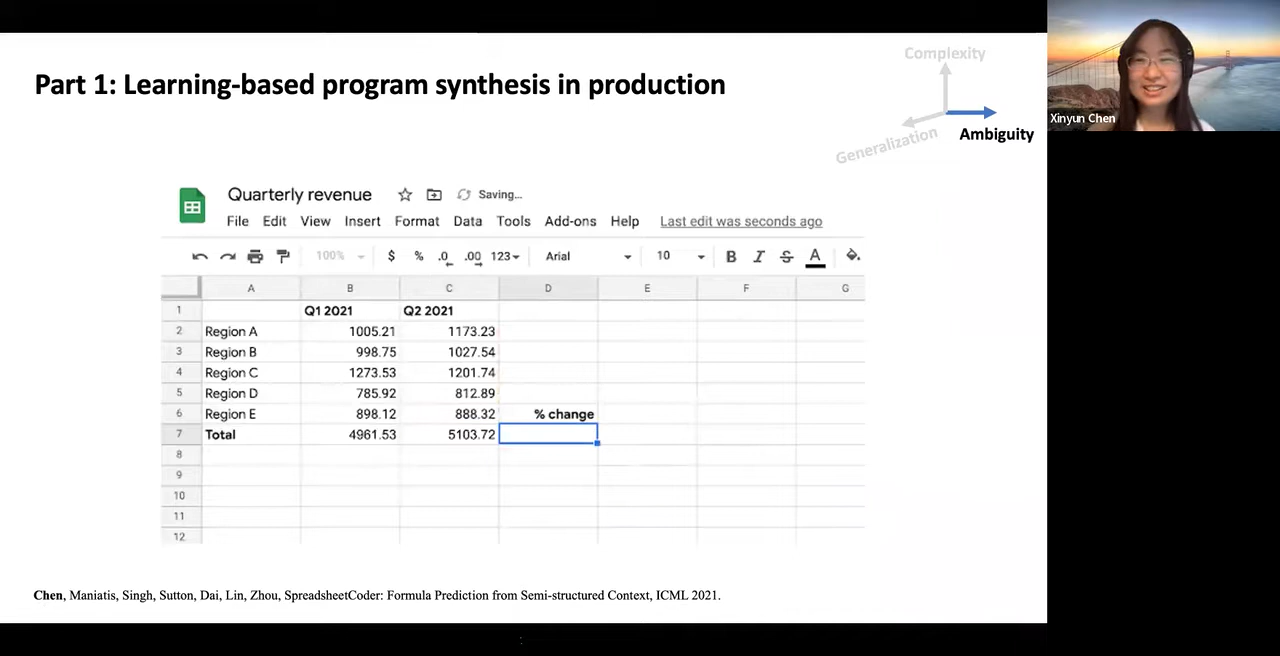 Part 1: Learning-based program synthesis in production
Complexity
Generalization
Ambiguity
Xinyun Chen
Quarterly revenue Saving...
File Edit View Insert Format Data Tools Add-ons Help Last edit was seconds ago
100% $ % .0 .00 123 Arial 10 B I S A
A B C D E F G
1 Q1 2021 Q2 2021
2 Region A 1005.21 1173.23
3 Region B 998.75 1027.54
4 Region C 1273.53 1201.74
5 Region D 785.92 812.89
6 Region E 898.12 888.32 % change
7 Total 4961.53 5103.72
8
9
10
11
12
Chen, Maniatis, Singh, Sutton, Dai, Lin, Zhou, SpreadsheetCoder: Formula Prediction from Semi-structured Context, ICML 2021.